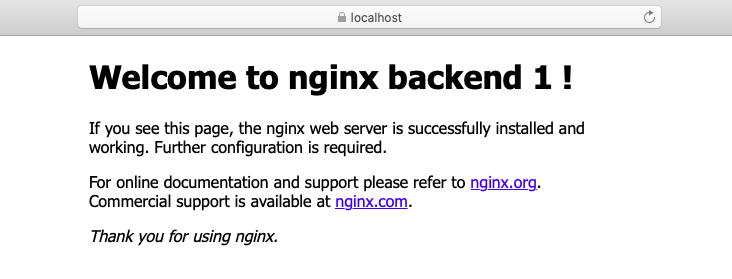 localhost
Welcome to nginx backend 1 !
If you see this page, the nginx web server is successfully installed and
working. Further configuration is required.
For online documentation and support please refer to nginx.org.
Commercial support is available at nginx.com.
Thank you for using nginx.